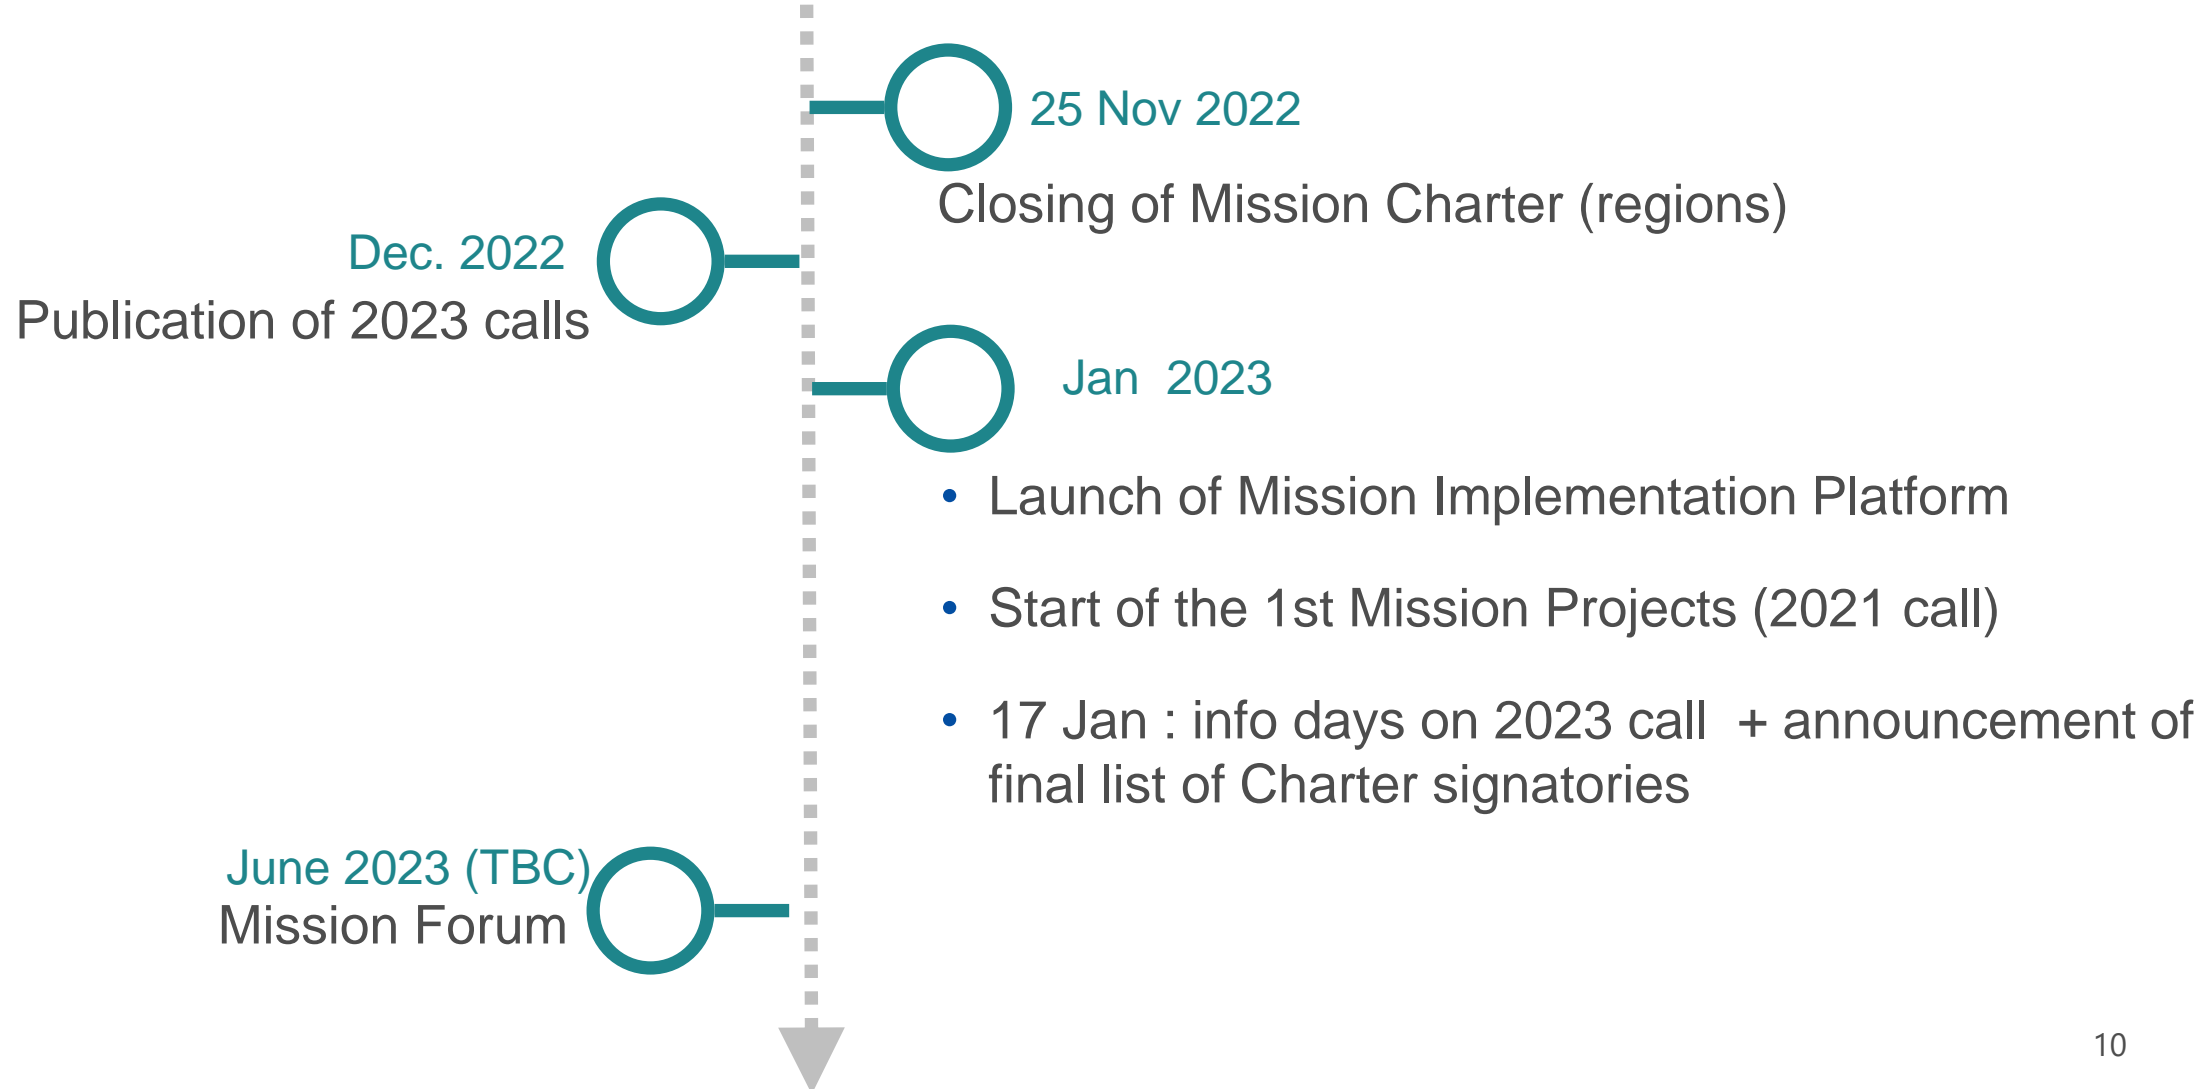 25 Nov 2022
Closing of Mission Charter (regions)
Dec. 2022
Publication of 2023 calls
Jan  2023
• Launch of Mission Implementation Platform
• Start of the 1st Mission Projects (2021 call)
• 17 Jan : info days on 2023 call  + announcement of
final list of Charter signatories
June 2023 (TBC)
Mission Forum
10